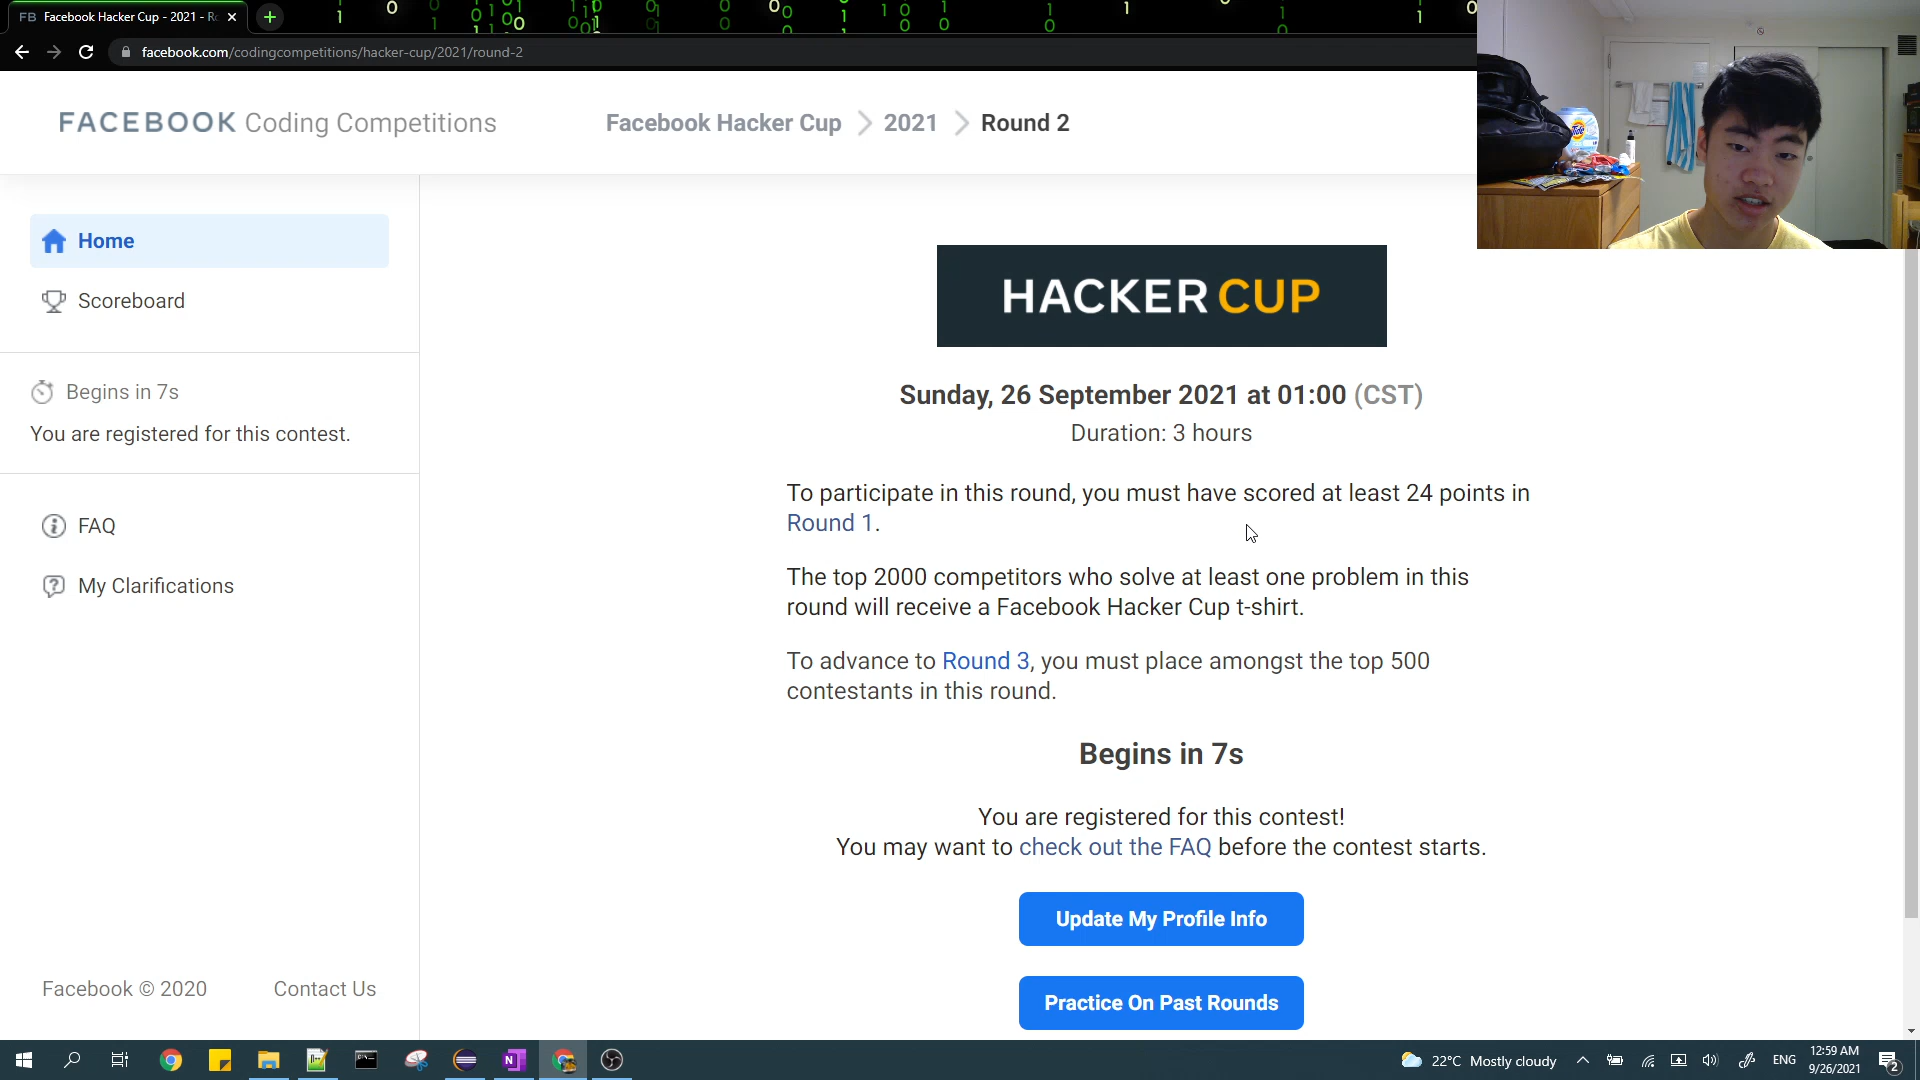 FB Facebook Hacker Cup - 2021 - Ro
facebook.com/codingcompetitions/hacker-cup/2021/round-2
FACEBOOK Coding Competitions
Facebook Hacker Cup
2021
Round 2
Home
Scoreboard
Begins in 7s
You are registered for this contest.
FAQ
My Clarifications
Facebook © 2020
Contact Us
HACKER CUP
Sunday, 26 September 2021 at 01:00 (CST)
Duration: 3 hours
To participate in this round, you must have scored at least 24 points in
Round 1.
The top 2000 competitors who solve at least one problem in this
round will receive a Facebook Hacker Cup t-shirt.
To advance to Round 3, you must place amongst the top 500
contestants in this round.
Begins in 7s
You are registered for this contest!
You may want to check out the FAQ before the contest starts.
Update My Profile Info
Practice On Past Rounds
Tide
22°C Mostly cloudy
ENG
12:59 AM
9/26/2021
2